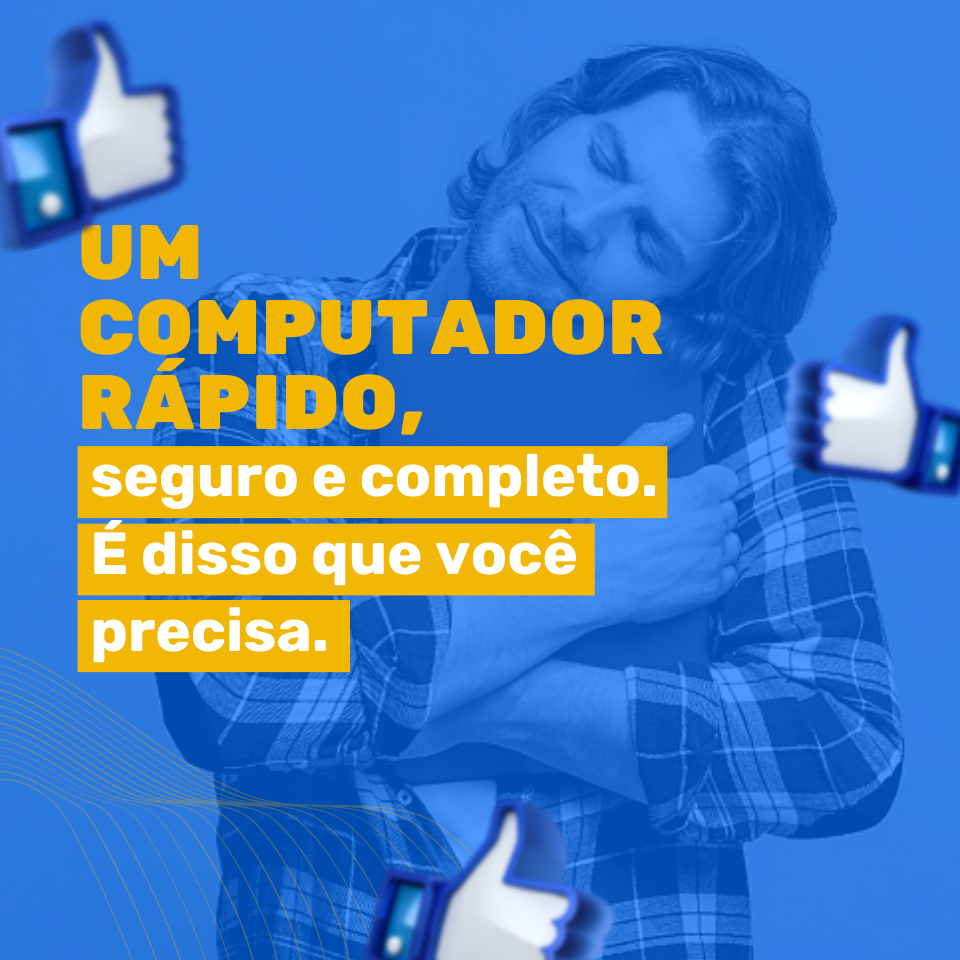 UM
COMPUTADOR
RÁPIDO,
seguro e completo.
É disso que você
precisa.